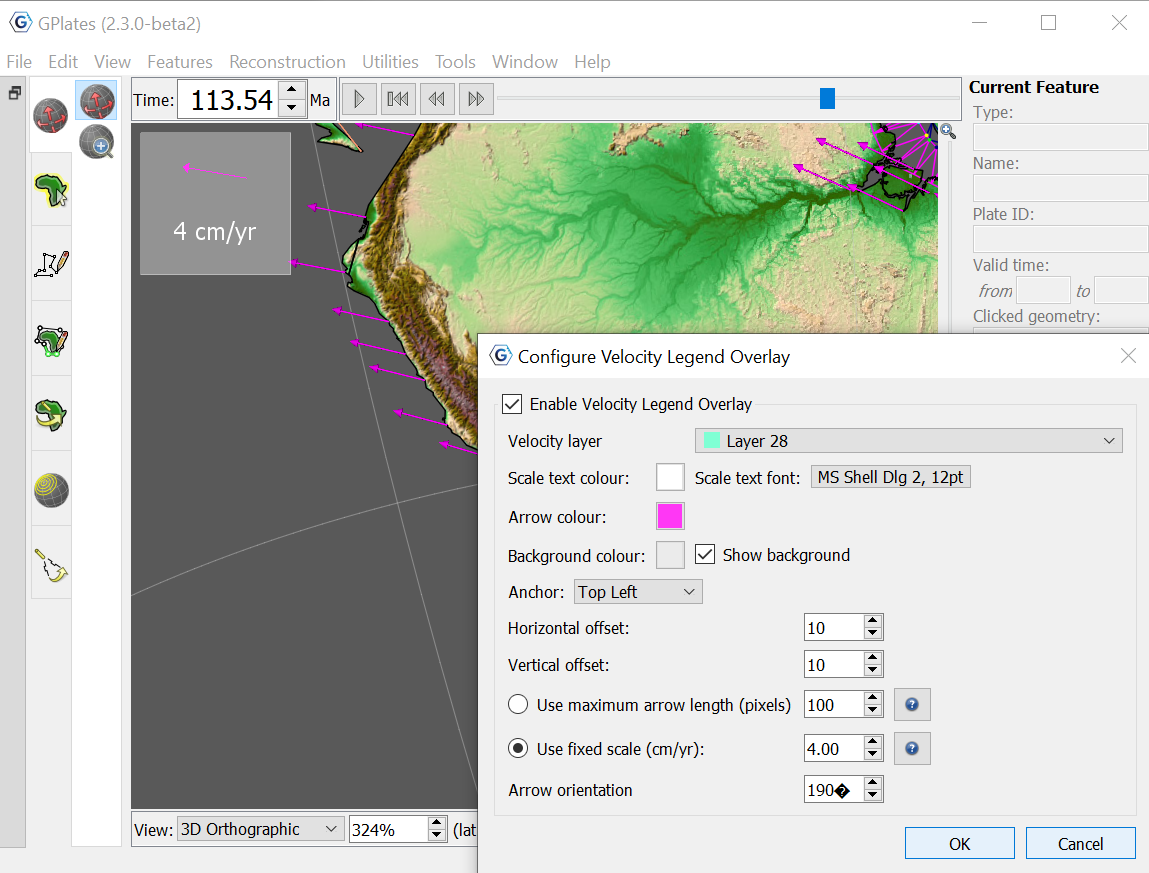 GPlates (2.3.0-beta2)
File Edit View Features Reconstruction Utilities Tools Window Help
Time: 113.54 Ma
Current Feature
Type:
Name:
Plate ID:
Valid time:
from to
Clicked geometry:
4 cm/yr
Configure Velocity Legend Overlay
Enable Velocity Legend Overlay
Velocity layer Layer 28
Scale text colour: Scale text font: MS Shell Dlg 2, 12pt
Arrow colour:
Background colour: Show background
Anchor: Top Left
Horizontal offset: 10
Vertical offset: 10
Use maximum arrow length (pixels) 100
Use fixed scale (cm/yr): 4.00
Arrow orientation 190�
OK Cancel
View: 3D Orthographic 324% (lat